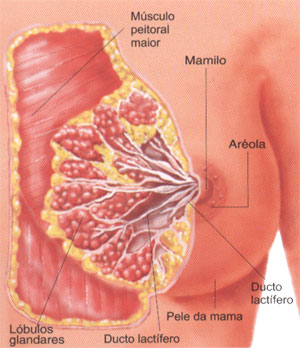 Músculo
peitoral
maior
Mamilo
Aréola
Ducto
lactífero
Pele da mama
Lóbulos
glandares
Ducto lactífero